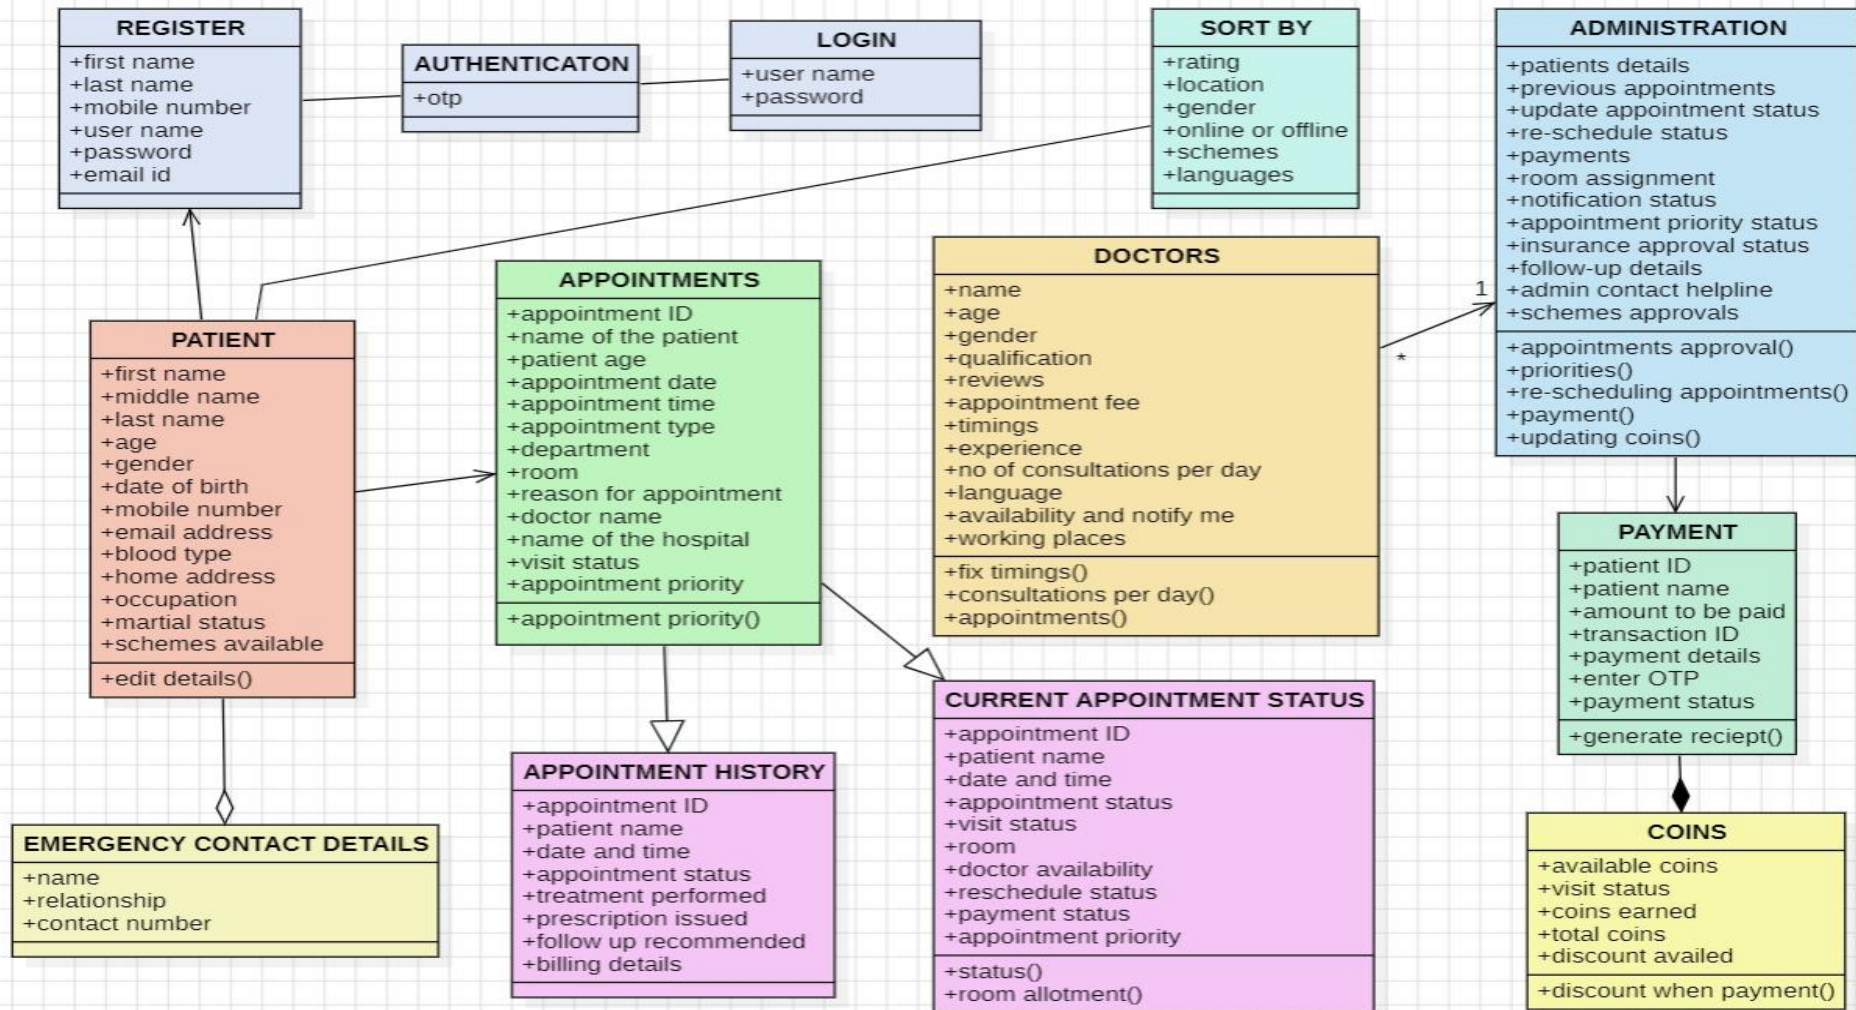 REGISTER
+first name
+last name
+mobile number
+user name
+password
+email id
AUTHENTICATON
+otp
LOGIN
+user name
+password
SORT BY
+rating
+location
+gender
+online or offline
+schemes
+languages
ADMINISTRATION
+patients details
+previous appointments
+update appointment status
+re-schedule status
+payments
+room assignment
+notification status
+appointment priority status
+insurance approval status
+follow-up details
+admin contact helpline
+schemes approvals
+appointments approval()
+priorities()
+re-scheduling appointments()
+payment()
+updating coins()
PATIENT
+first name
+middle name
+last name
+age
+gender
+date of birth
+mobile number
+email address
+blood type
+home address
+occupation
+martial status
+schemes available
+edit details()
APPOINTMENTS
+appointment ID
+name of the patient
+patient age
+appointment date
+appointment time
+appointment type
+department
+room
+reason for appointment
+doctor name
+name of the hospital
+visit status
+appointment priority
+appointment priority()
DOCTORS
+name
+age
+gender
+qualification
+reviews
+appointment fee
+timings
+experience
+no of consultations per day
+language
+availability and notify me
+working places
+fix timings()
+consultations per day()
+appointments()
1
*
PAYMENT
+patient ID
+patient name
+amount to be paid
+transaction ID
+payment details
+enter OTP
+payment status
+generate reciept()
EMERGENCY CONTACT DETAILS
+name
+relationship
+contact number
APPOINTMENT HISTORY
+appointment ID
+patient name
+date and time
+appointment status
+treatment performed
+prescription issued
+follow up recommended
+billing details
CURRENT APPOINTMENT STATUS
+appointment ID
+patient name
+date and time
+appointment status
+visit status
+room
+doctor availability
+reschedule status
+payment status
+appointment priority
+status()
+room allotment()
COINS
+available coins
+visit status
+coins earned
+total coins
+discount availed
+discount when payment()